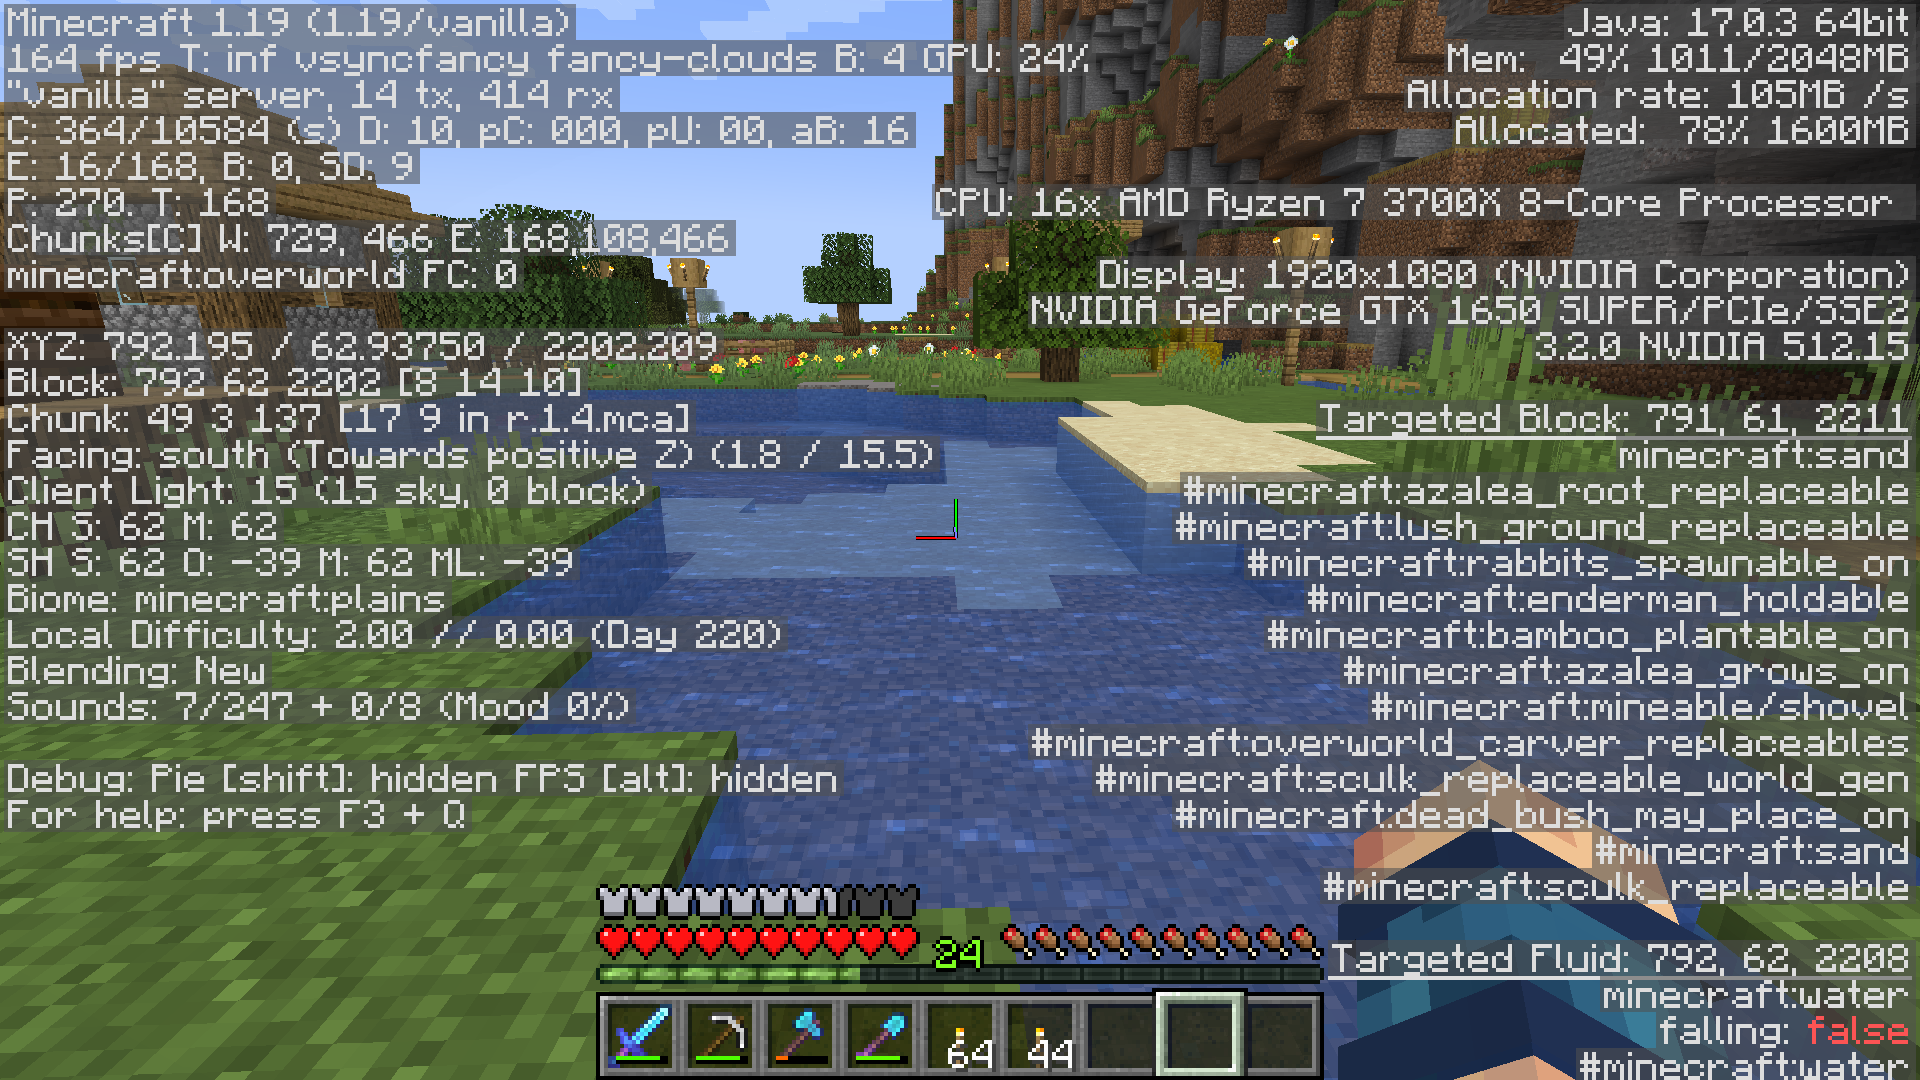 Minecraft 1.19 (1.19/vanilla)
164 fps T: inf vsyncfancy fancy-clouds B: 4 GPU: 24%
"vanilla" server, 14 tx, 414 rx
C: 364/10584 (s) D: 10, pC: 000, pU: 00, aB: 16
E: 16/168, B: 0, SD: 9
P: 270. T: 168
Chunks[C] W: 729, 466 E: 168,108,466
minecraft:overworld FC: 0
XYZ: 792.195 / 62.93750 / 2202.209
Block: 792 62 2202 [8 14 10]
Chunk: 49 3 137 [17 9 in r.1.4.mca]
Facing: south (Towards positive Z) (1.8 / 15.5)
Client Light: 15 (15 sky, 0 block)
CH S: 62 M: 62
SH S: 62 O: -39 M: 62 ML: -39
Biome: minecraft:plains
Local Difficulty: 2.00 // 0.00 (Day 220)
Blending: New
Sounds: 7/247 + 0/8 (Mood 0%)
Debug: Pie [shift]: hidden FPS [alt]: hidden
For help: press F3 + Q
Java: 17.0.3 64bit
Mem: 49% 1011/2048MB
Allocation rate: 105MB /s
Allocated: 78% 1600MB
CPU: 16x AMD Ryzen 7 3700X 8-Core Processor
Display: 1920x1080 (NVIDIA Corporation)
NVIDIA GeForce GTX 1650 SUPER/PCIe/SSE2
3.2.0 NVIDIA 512.15
Targeted Block: 791, 61, 2211
minecraft:sand
#minecraft:azalea_root_replaceable
#minecraft:lush_ground_replaceable
#minecraft:rabbits_spawnable_on
#minecraft:enderman_holdable
#minecraft:bamboo_plantable_on
#minecraft:azalea_grows_on
#minecraft:mineable/shovel
#minecraft:overworld_carver_replaceables
#minecraft:sculk_replaceable_world_gen
#minecraft:dead_bush_may_place_on
#minecraft:sand
#minecraft:sculk_replaceable
Targeted Fluid: 792, 62, 2208
minecraft:water
falling: false
#minecraft:water
24
64 44